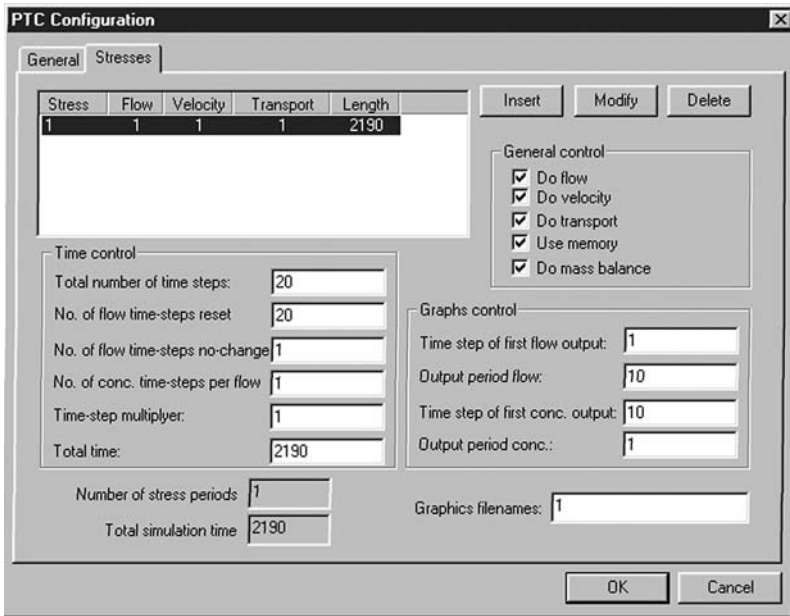 PTC Configuration
General Stresses
Stress Flow Velocity Transport Length
1 1 1 1 2190
Insert Modify Delete
General control
Do flow
Do velocity
Do transport
Use memory
Do mass balance
Time control
Total number of time steps: 20
No. of flow time-steps reset 20
No. of flow time-steps no-change 1
No. of conc. time-steps per flow 1
Time-step multiplyer: 1
Total time: 2190
Graphs control
Time step of first flow output: 1
Output period flow: 10
Time step of first conc. output: 10
Output period conc.: 1
Number of stress periods 1
Total simulation time 2190
Graphics filenames: 1
OK Cancel